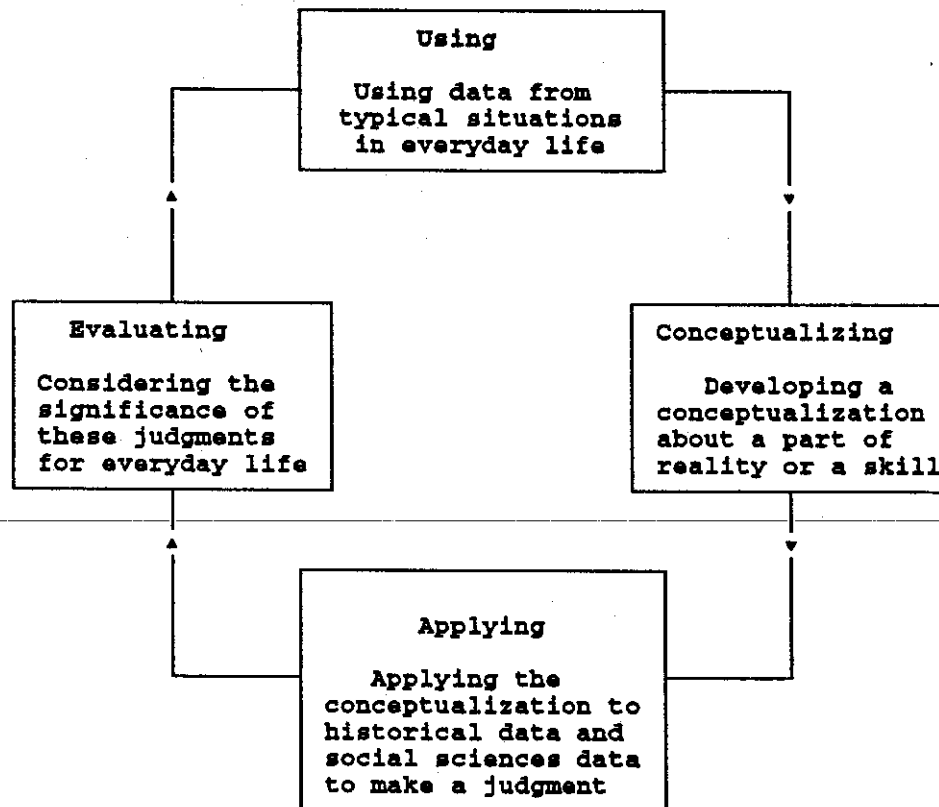 Using
Using data from
typical situations
in everyday life
Evaluating
Considering the
significance of
these judgments
for everyday life
Conceptualizing
Developing a
conceptualization
about a part of
reality or a skill
Applying
Applying the
conceptualization to
historical data and
social sciences data
to make a judgment